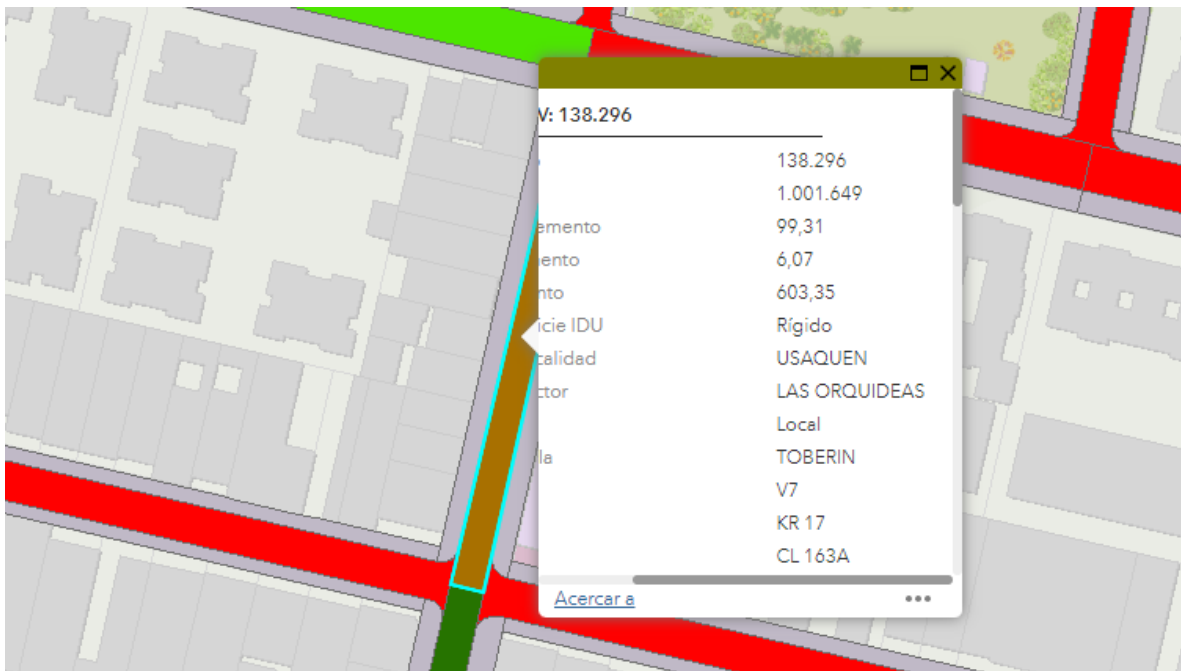 V: 138.296
138.296
1.001.649
emento 99,31
ento 6,07
nto 603,35
icie IDU Rígido
calidad USAQUEN
ctor LAS ORQUIDEAS
Local
la TOBERIN
V7
KR 17
CL 163A
Acercar a